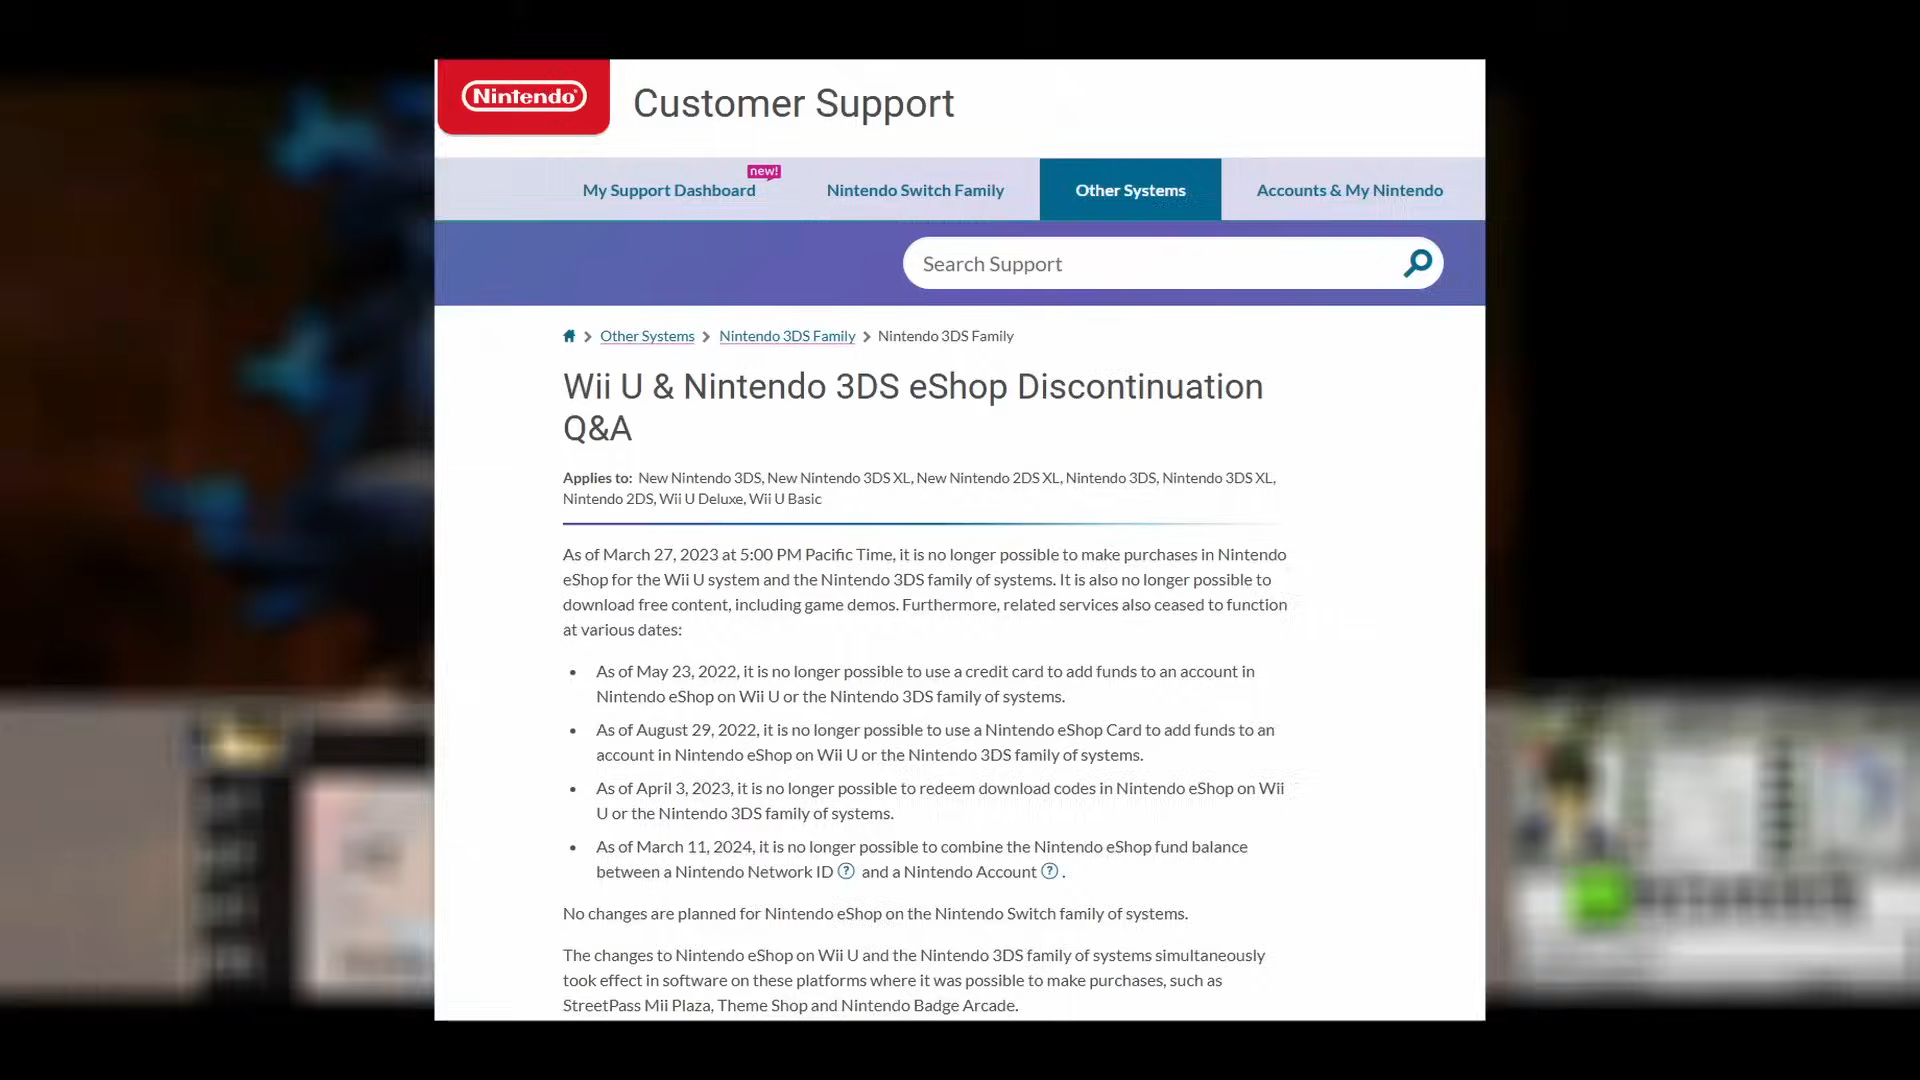 Nintendo
Customer Support
new!
My Support Dashboard
Nintendo Switch Family
Other Systems
Accounts & My Nintendo
Search Support
Other Systems
Nintendo 3DS Family
Nintendo 3DS Family
Wii U & Nintendo 3DS eShop Discontinuation
Q&A
Applies to: New Nintendo 3DS, New Nintendo 3DS XL, New Nintendo 2DS XL, Nintendo 3DS, Nintendo 3DS XL,
Nintendo 2DS, Wii U Deluxe, Wii U Basic
As of March 27, 2023 at 5:00 PM Pacific Time, it is no longer possible to make purchases in Nintendo
eShop for the Wii U system and the Nintendo 3DS family of systems. It is also no longer possible to
download free content, including game demos. Furthermore, related services also ceased to function
at various dates:
• As of May 23, 2022, it is no longer possible to use a credit card to add funds to an account in
Nintendo eShop on Wii U or the Nintendo 3DS family of systems.
• As of August 29, 2022, it is no longer possible to use a Nintendo eShop Card to add funds to an
account in Nintendo eShop on Wii U or the Nintendo 3DS family of systems.
• As of April 3, 2023, it is no longer possible to redeem download codes in Nintendo eShop on Wii
U or the Nintendo 3DS family of systems.
• As of March 11, 2024, it is no longer possible to combine the Nintendo eShop fund balance
between a Nintendo Network ID ? and a Nintendo Account ? .
No changes are planned for Nintendo eShop on the Nintendo Switch family of systems.
The changes to Nintendo eShop on Wii U and the Nintendo 3DS family of systems simultaneously
took effect in software on these platforms where it was possible to make purchases, such as
StreetPass Mii Plaza, Theme Shop and Nintendo Badge Arcade.